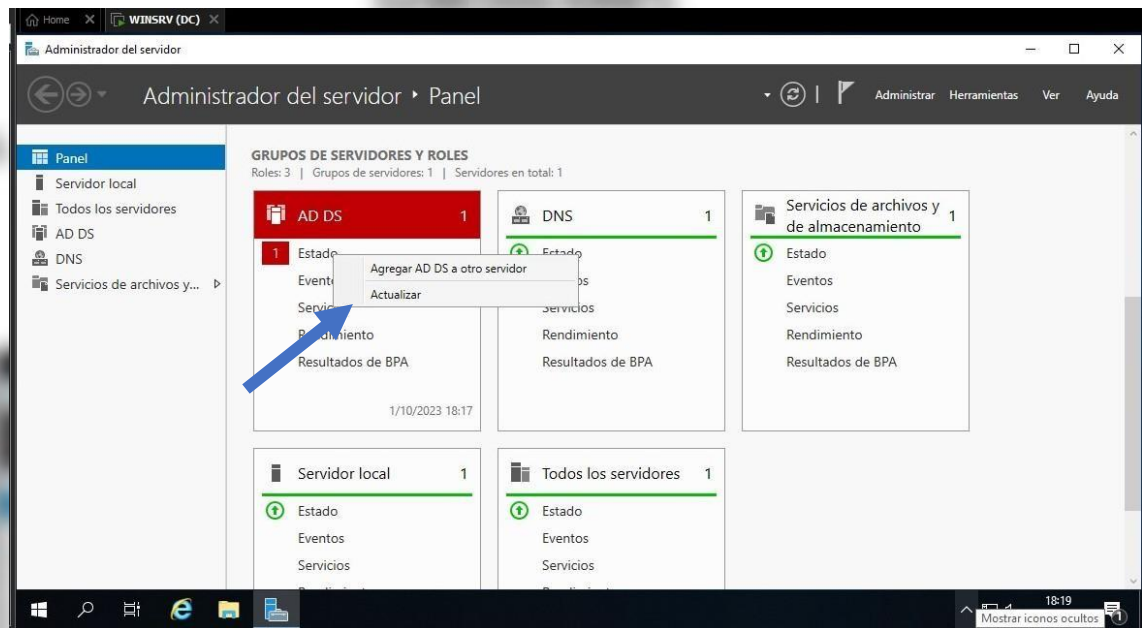 Home
WINSRV (DC)
Administrador del servidor
Administrador del servidor • Panel
Administrar Herramientas Ver Ayuda
Panel
Servidor local
Todos los servidores
AD DS
DNS
Servicios de archivos y...
GRUPOS DE SERVIDORES Y ROLES
Roles: 3 | Grupos de servidores: 1 | Servidores en total: 1
AD DS 1
1 Estado
Agregar AD DS a otro servidor
Actualizar
Resultados de BPA
1/10/2023 18:17
DNS 1
Estado
Servicios
Rendimiento
Resultados de BPA
Servicios de archivos y 1
de almacenamiento
Estado
Eventos
Servicios
Rendimiento
Resultados de BPA
Servidor local 1
Estado
Eventos
Servicios
Todos los servidores 1
Estado
Eventos
Servicios
18:19
Mostrar iconos ocultos
1